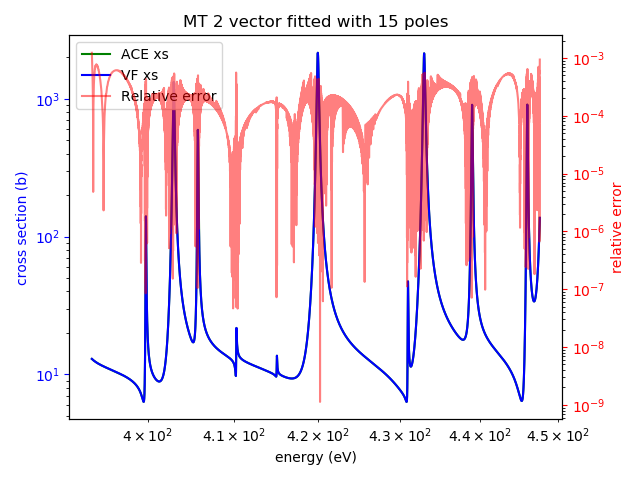 MT 2 vector fitted with 15 poles
ACE xs
VF xs
Relative error
cross section (b)
10³
10²
10¹
relative error
10⁻³
10⁻⁴
10⁻⁵
10⁻⁶
10⁻⁷
10⁻⁸
10⁻⁹
4 × 10² 4.1 × 10² 4.2 × 10² 4.3 × 10² 4.4 × 10² 4.5 × 10²
energy (eV)